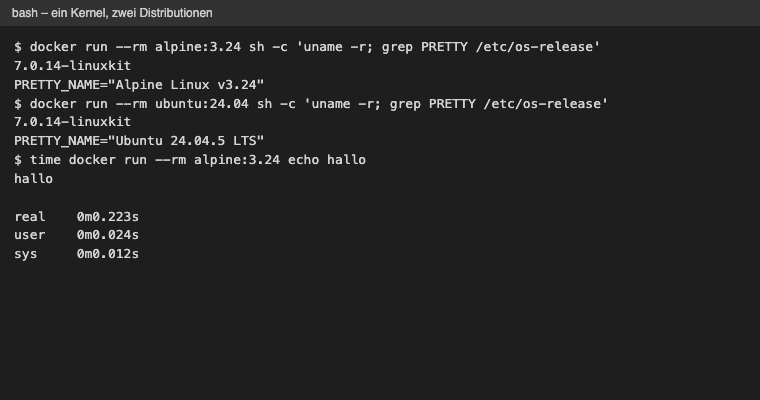 bash – ein Kernel, zwei Distributionen
$ docker run --rm alpine:3.24 sh -c 'uname -r; grep PRETTY /etc/os-release'
7.0.14-linuxkit
PRETTY_NAME="Alpine Linux v3.24"
$ docker run --rm ubuntu:24.04 sh -c 'uname -r; grep PRETTY /etc/os-release'
7.0.14-linuxkit
PRETTY_NAME="Ubuntu 24.04.5 LTS"
$ time docker run --rm alpine:3.24 echo hallo
hallo
real    0m0.223s
user    0m0.024s
sys     0m0.012s